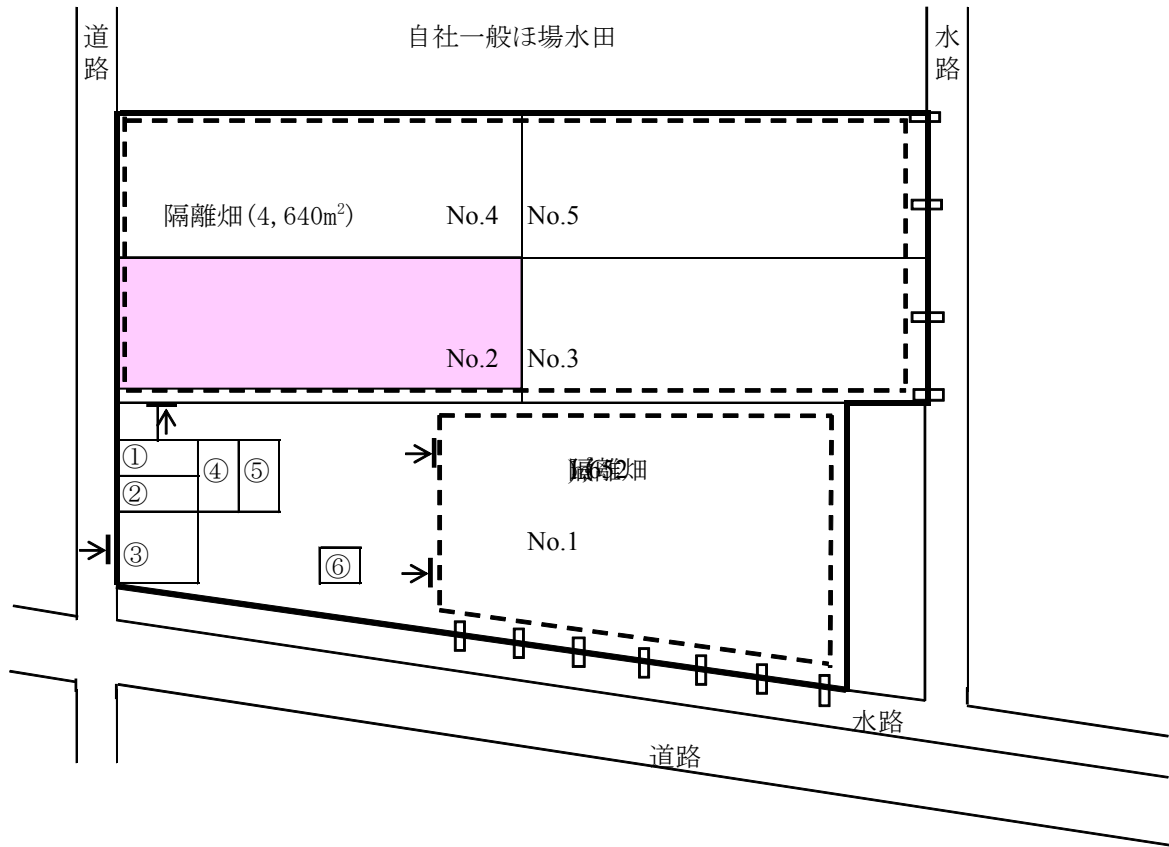 道路
自社一般ほ場水田
水路
隔離畑(4,640m²)
No.4
No.5
No.2
No.3
①
②
③
④
⑤
⑥
No.1
水路
道路